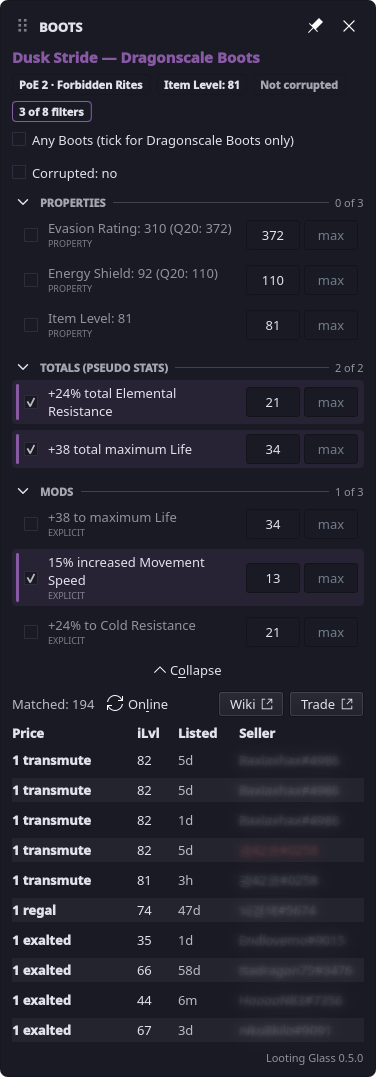 BOOTS
Dusk Stride — Dragonscale Boots
PoE 2 · Forbidden Rites Item Level: 81 Not corrupted
3 of 8 filters
Any Boots (tick for Dragonscale Boots only)
Corrupted: no
PROPERTIES 0 of 3
Evasion Rating: 310 (Q20: 372) 372 max
PROPERTY
Energy Shield: 92 (Q20: 110) 110 max
PROPERTY
Item Level: 81 81 max
PROPERTY
TOTALS (PSEUDO STATS) 2 of 2
+24% total Elemental
Resistance 21 max
+38 total maximum Life 34 max
MODS 1 of 3
+38 to maximum Life 34 max
EXPLICIT
15% increased Movement
Speed 13 max
EXPLICIT
+24% to Cold Resistance 21 max
EXPLICIT
Collapse
Matched: 194 Online Wiki Trade
Price iLvl Listed Seller
1 transmute 82 5d
1 transmute 82 5d
1 transmute 82 1d
1 transmute 82 5d
1 transmute 81 3h
1 regal 74 47d
1 exalted 35 1d
1 exalted 66 58d
1 exalted 44 6m
1 exalted 67 3d
Looting Glass 0.5.0